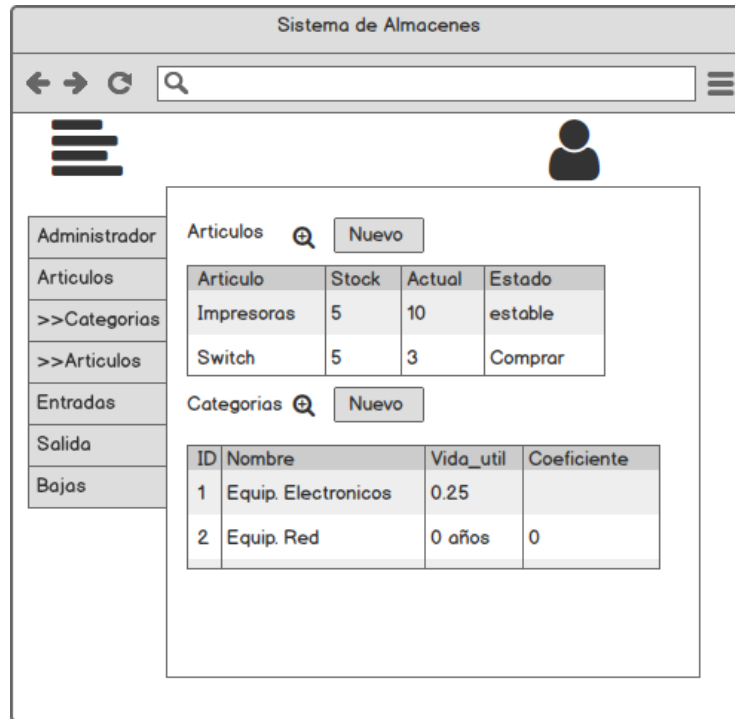 Sistema de Almacenes
Administrador
Articulos
>>Categorias
>>Articulos
Entradas
Salida
Bajas
Articulos Nuevo
Articulo Stock Actual Estado
Impresoras 5 10 estable
Switch 5 3 Comprar
Categorias Nuevo
ID Nombre Vida_util Coeficiente
1 Equip. Electronicos 0.25
2 Equip. Red 0 años 0